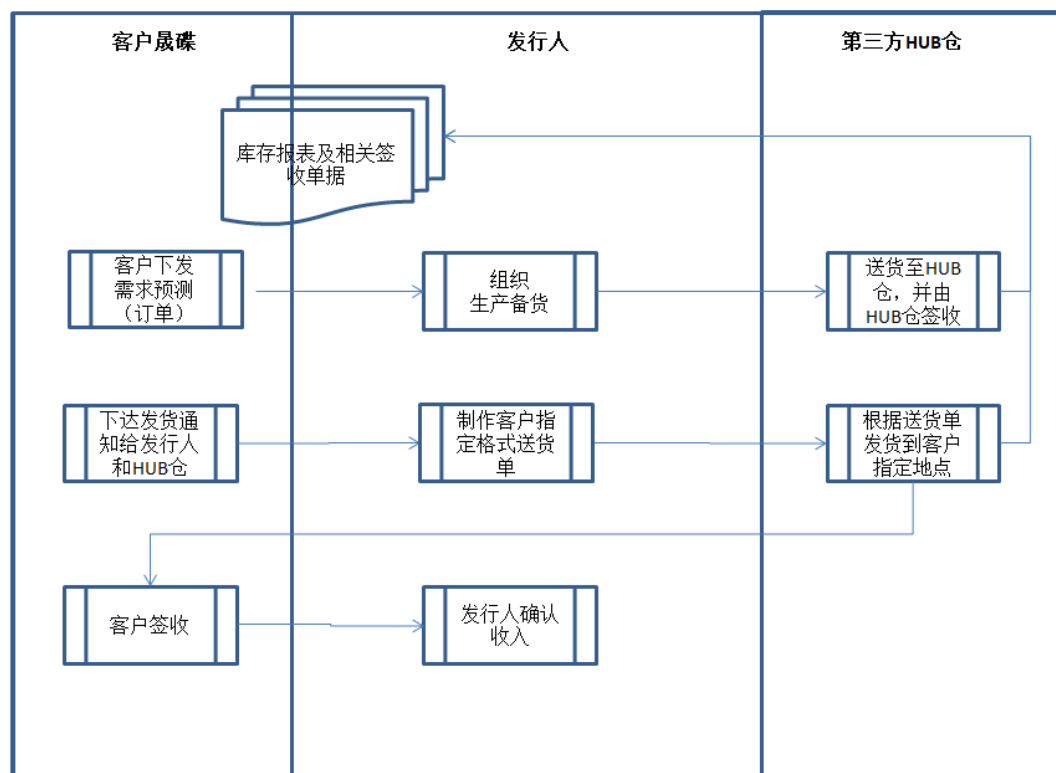 客户晟碟
发行人
第三方HUB仓
库存报表及相关签
收单据
客户下发
需求预测
（订单）
组织
生产备货
送货至HUB
仓，并由
HUB仓签收
下达发货通
知给发行人
和HUB仓
制作客户指
定格式送货
单
根据送货单
发货到客户
指定地点
客户签收
发行人确认
收入